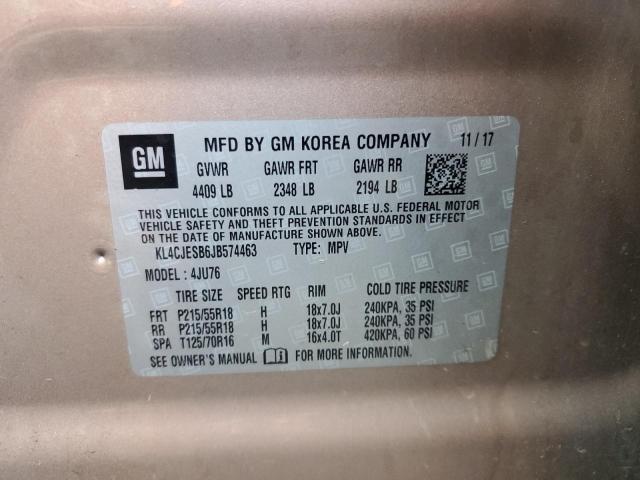 GM MFD BY GM KOREA COMPANY 11/17
GVWR GAWR FRT GAWR RR
4409 LB 2348 LB 2194 LB
THIS VEHICLE CONFORMS TO ALL APPLICABLE U.S. FEDERAL MOTOR
VEHICLE SAFETY AND THEFT PREVENTION STANDARDS IN EFFECT
ON THE DATE OF MANUFACTURE SHOWN ABOVE.
KL4CJESB6JB574463 TYPE: MPV
MODEL: 4JU76
TIRE SIZE SPEED RTG RIM COLD TIRE PRESSURE
FRT P215/55R18 H 18x7.0J 240KPA, 35 PSI
RR P215/55R18 H 18x7.0J 240KPA, 35 PSI
SPA T125/70R16 M 16x4.0T 420KPA, 60 PSI
SEE OWNER'S MANUAL FOR MORE INFORMATION.